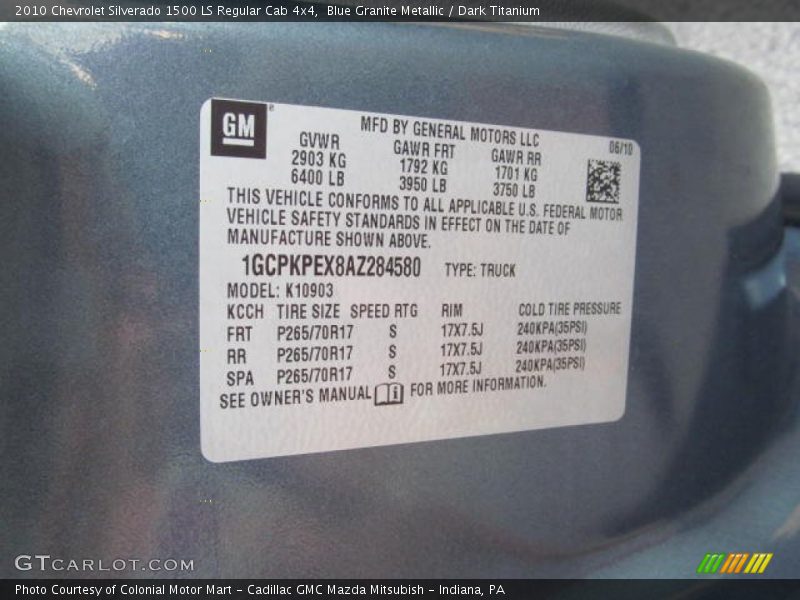 2010 Chevrolet Silverado 1500 LS Regular Cab 4x4,  Blue Granite Metallic / Dark Titanium
GM ®
MFD BY GENERAL MOTORS LLC 06/10
GVWR GAWR FRT GAWR RR
2903 KG 1792 KG 1701 KG
6400 LB 3950 LB 3750 LB
THIS VEHICLE CONFORMS TO ALL APPLICABLE U.S. FEDERAL MOTOR
VEHICLE SAFETY STANDARDS IN EFFECT ON THE DATE OF
MANUFACTURE SHOWN ABOVE.
1GCPKPEX8AZ284580 TYPE: TRUCK
MODEL: K10903
KCCH TIRE SIZE SPEED RTG RIM COLD TIRE PRESSURE
FRT P265/70R17 S 17X7.5J 240KPA(35PSI)
RR P265/70R17 S 17X7.5J 240KPA(35PSI)
SPA P265/70R17 S 17X7.5J 240KPA(35PSI)
SEE OWNER'S MANUAL FOR MORE INFORMATION.
GTCARLOT.COM
Photo Courtesy of Colonial Motor Mart - Cadillac GMC Mazda Mitsubish - Indiana, PA